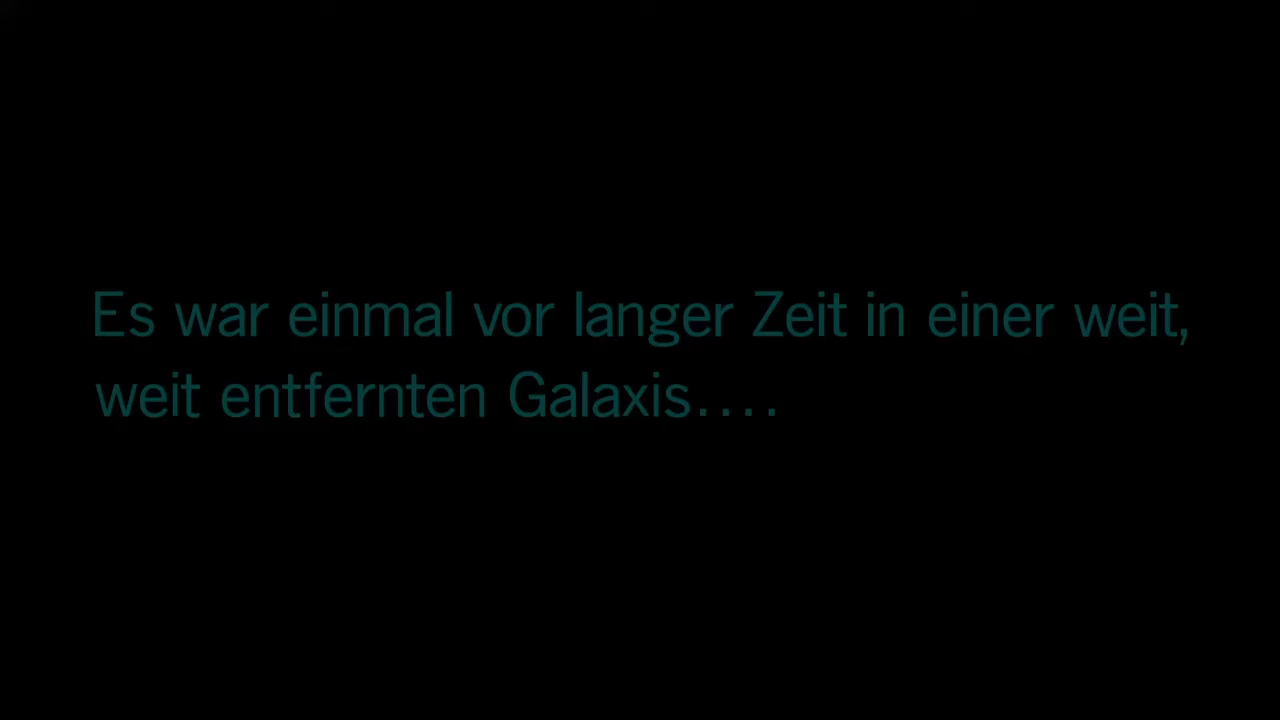 Es war einmal vor langer Zeit in einer weit,
weit entfernten Galaxis....